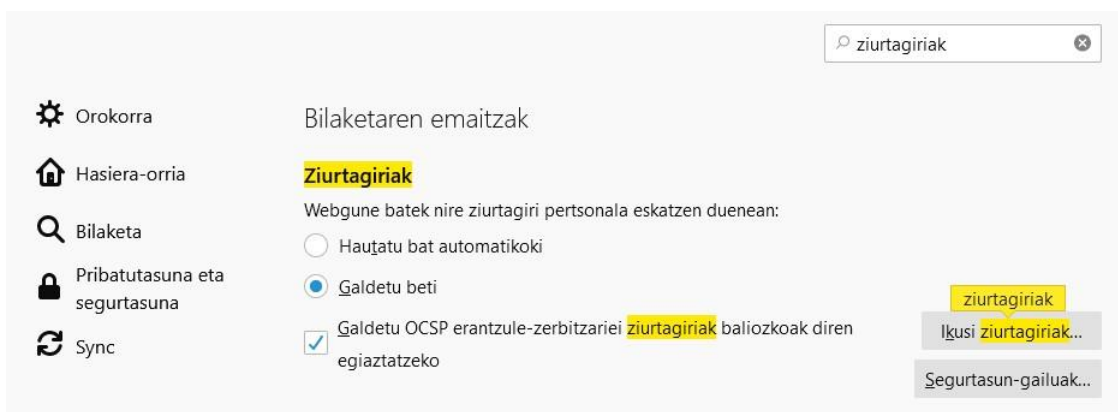 ziurtagiriak
Orokorra
Hasiera-orria
Bilaketa
Pribatutasuna eta
segurtasuna
Sync
Bilaketaren emaitzak
Ziurtagiriak
Webgune batek nire ziurtagiri pertsonala eskatzen duenean:
Hautatu bat automatikoki
Galdetu beti
Galdetu OCSP erantzule-zerbitzariei ziurtagiriak baliozkoak diren
egiaztatzeko
ziurtagiriak
Ikusi ziurtagiriak...
Segurtasun-gailuak...